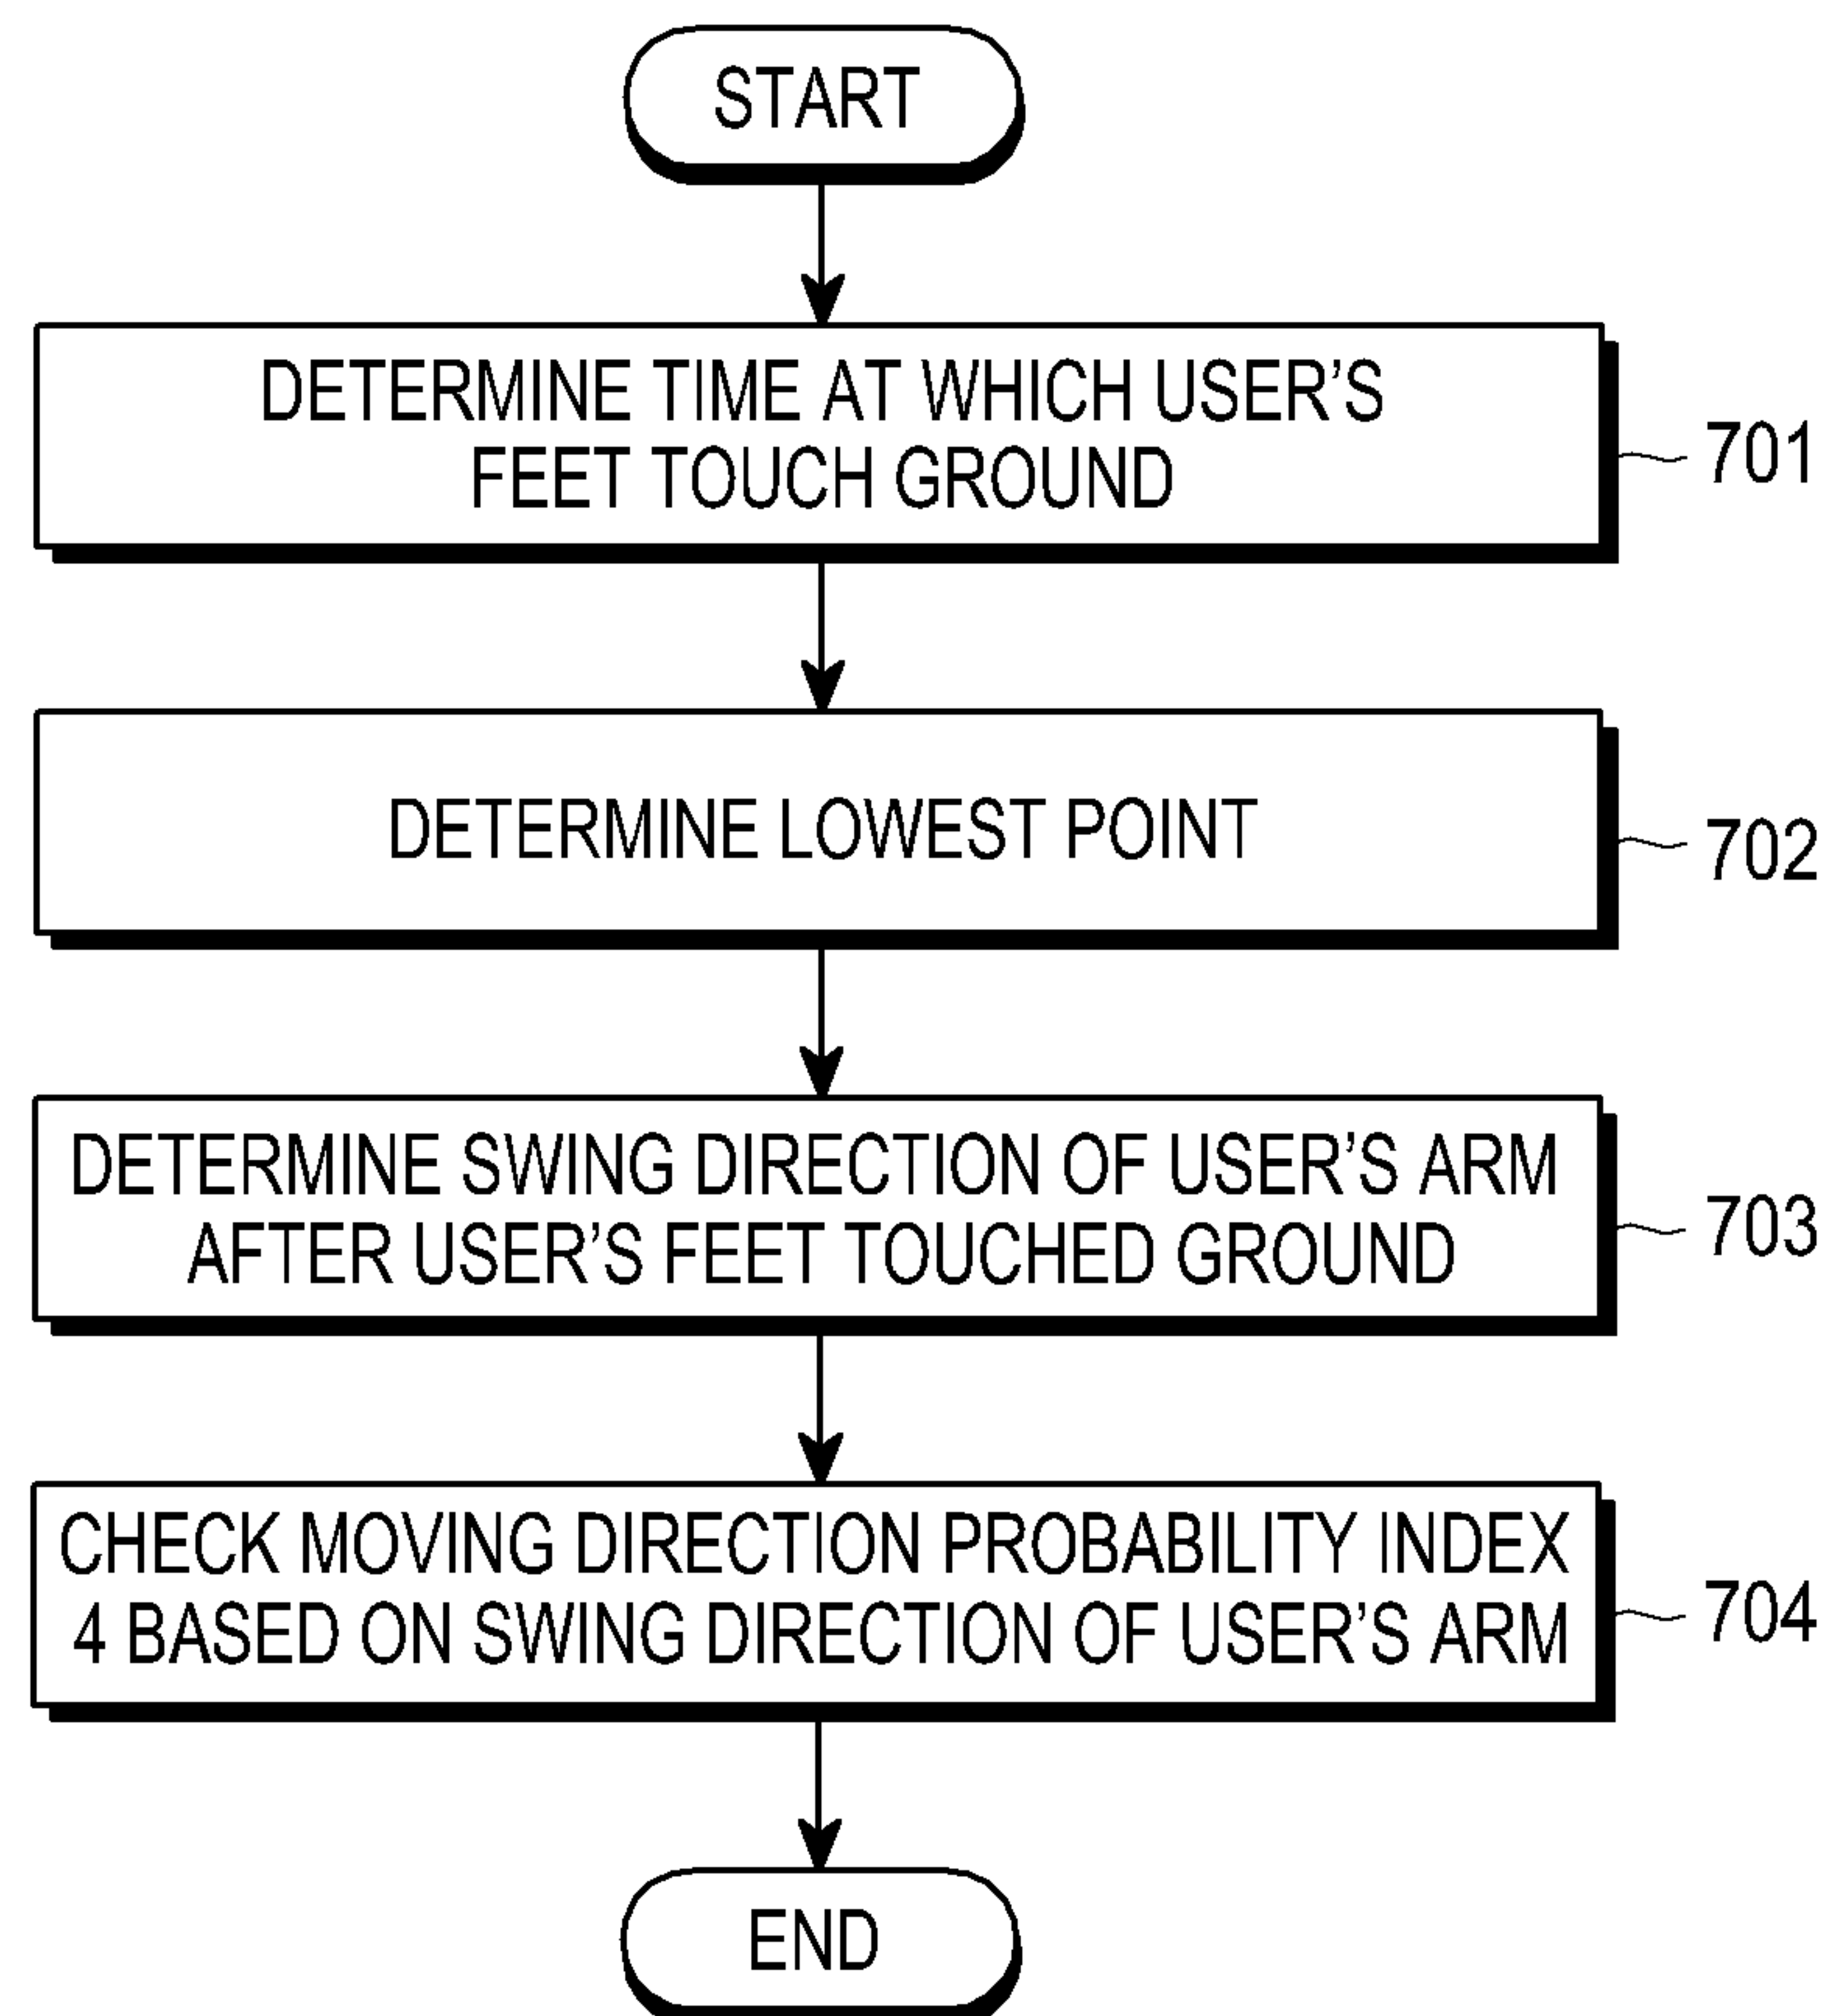 START
DETERMINE TIME AT WHICH USER'S
FEET TOUCH GROUND
701
DETERMINE LOWEST POINT
702
DETERMINE SWING DIRECTION OF USER'S ARM
AFTER USER'S FEET TOUCHED GROUND
703
CHECK MOVING DIRECTION PROBABILITY INDEX
4 BASED ON SWING DIRECTION OF USER'S ARM
704
END